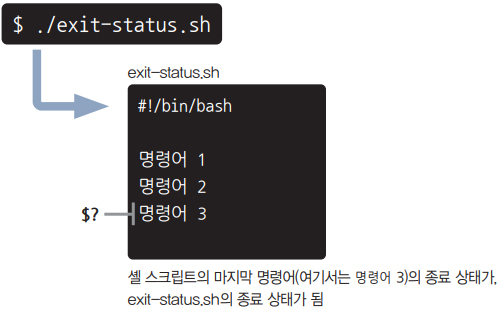 $ ./exit-status.sh
exit-status.sh
#!/bin/bash
명령어 1
명령어 2
$?
명령어 3
셸 스크립트의 마지막 명령어(여기서는 명령어 3)의 종료 상태가,
exit-status.sh의 종료 상태가 됨